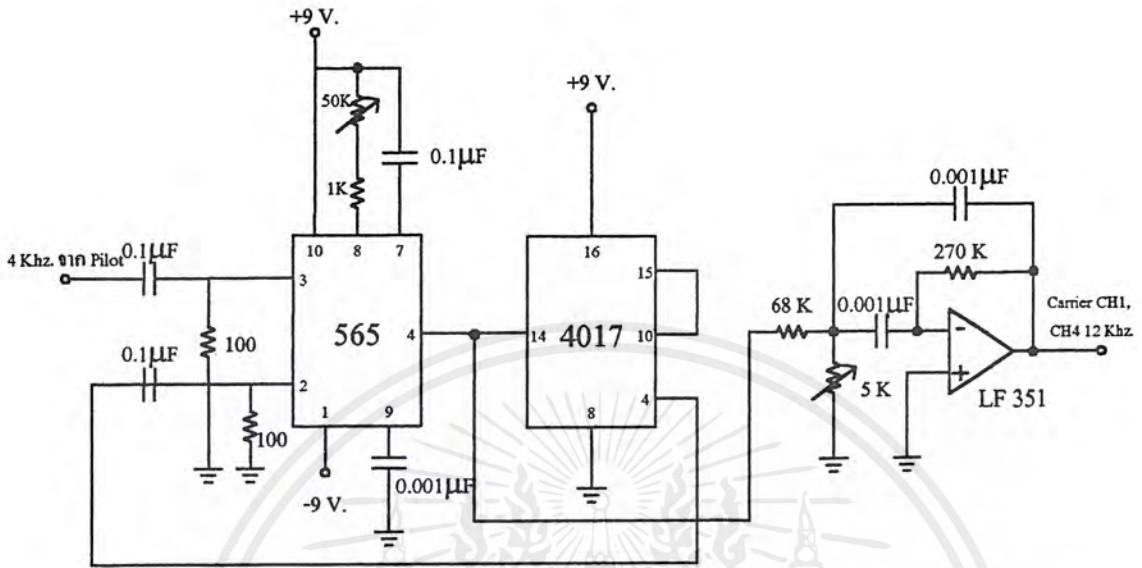 +9 V.
+9 V.
50K
0.1µF
1K
0.001µF
10
8
7
16
270 K
4 Khz. จาก Pilot
0.1µF
3
15
68 K
0.001µF
Carrier CH1,
CH4 12 Khz.
100
565
4
14
4017
10
-
+
0.1µF
2
4
5 K
LF 351
1
9
8
100
-9 V.
0.001µF